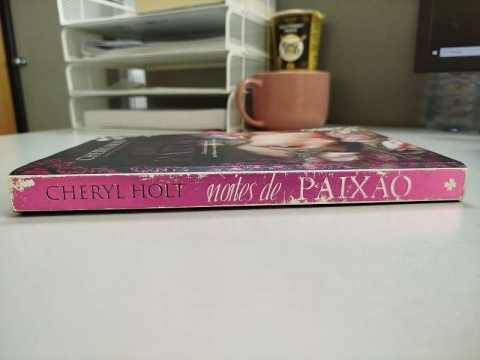 CHERYL HOLT noites de PAIXÃO